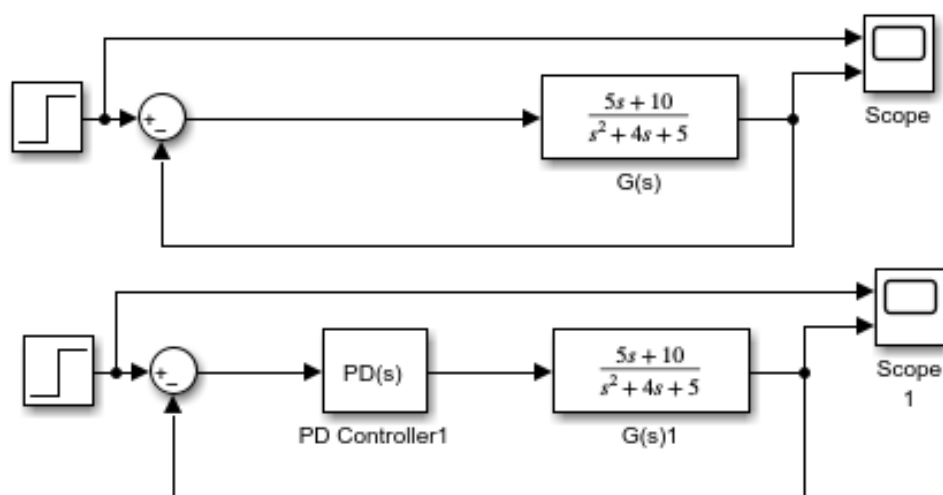 Scope
+
−
5s + 10
s² + 4s + 5
G(s)
Scope
1
+
−
PD(s)
5s + 10
s² + 4s + 5
PD Controller1
G(s)1